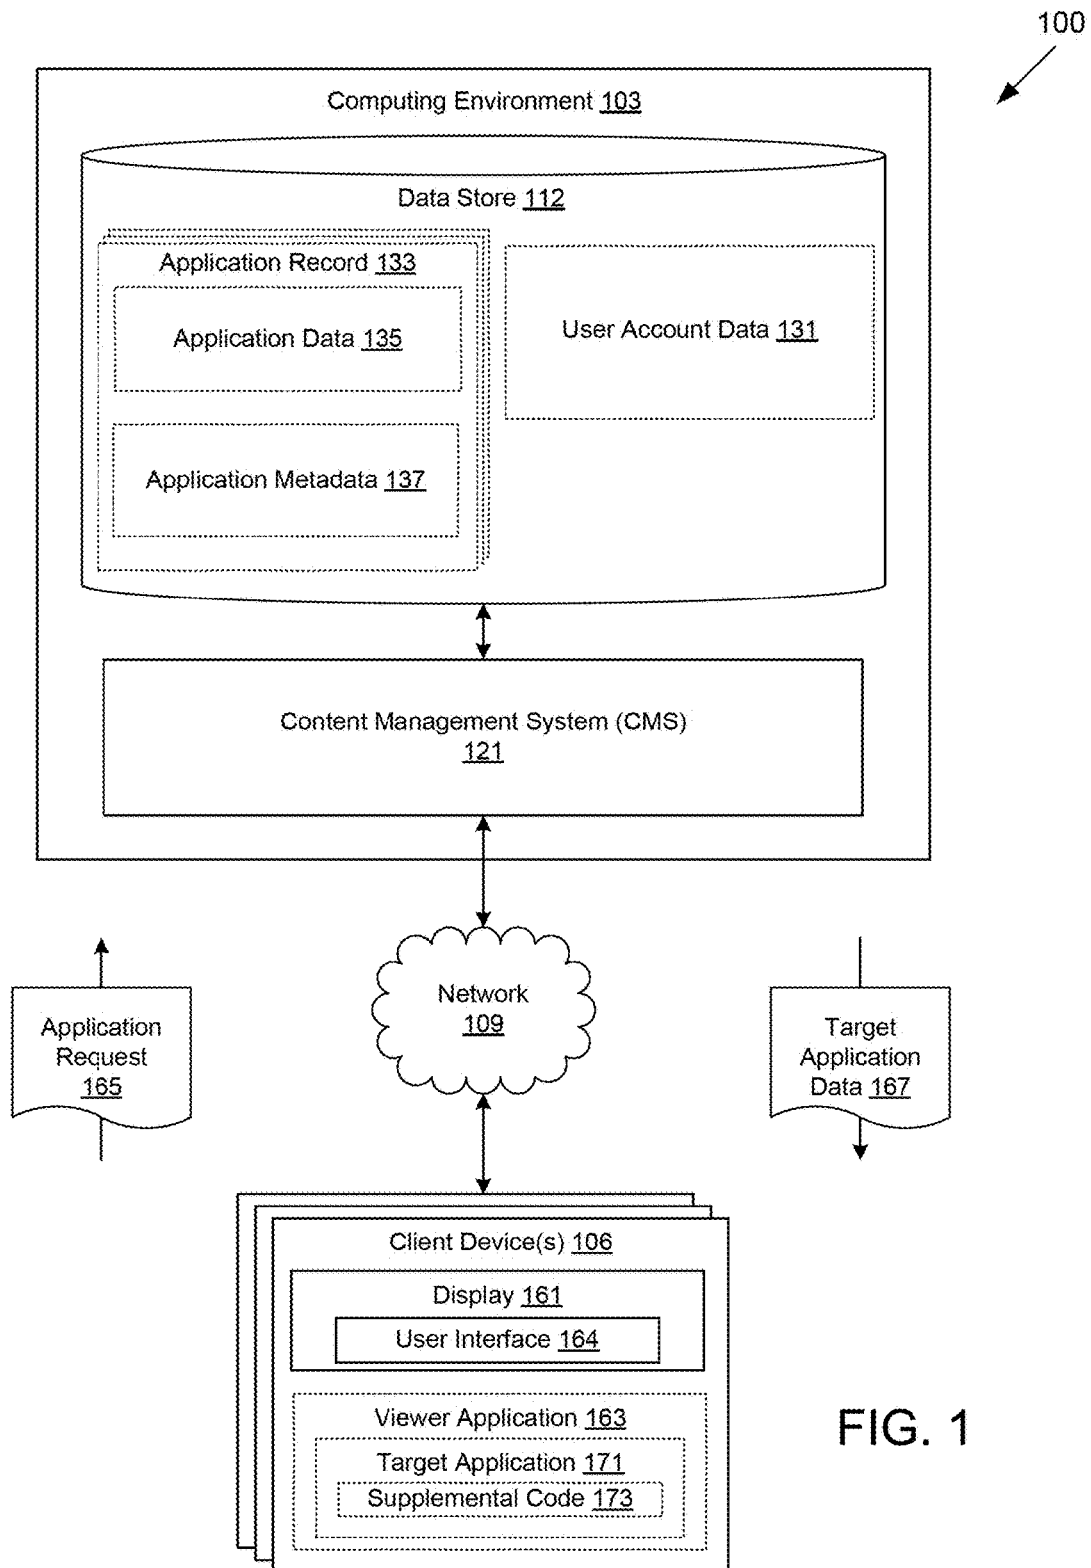 100
Computing Environment 103
Data Store 112
Application Record 133
Application Data 135
User Account Data 131
Application Metadata 137
Content Management System (CMS)
121
Network
109
Application
Request
165
Target
Application
Data 167
Client Device(s) 106
Display 161
User Interface 164
Viewer Application 163
Target Application 171
Supplemental Code 173
FIG. 1